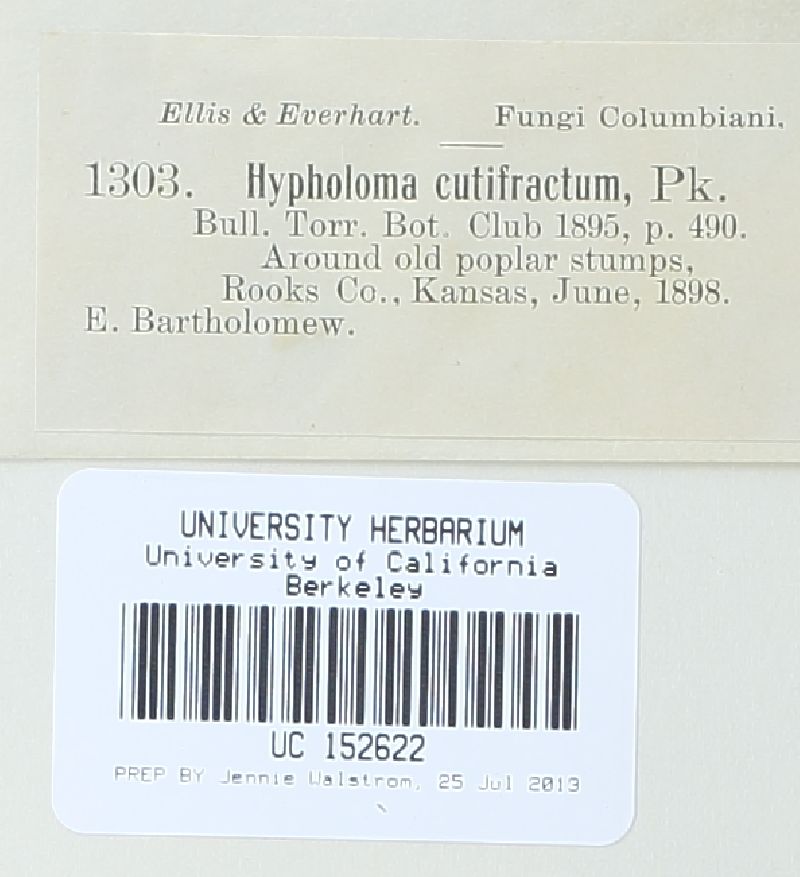 Ellis & Everhart. Fungi Columbiani.
1303. Hypholoma cutifractum, Pk.
Bull. Torr. Bot. Club 1895, p. 490.
Around old poplar stumps,
Rooks Co., Kansas, June, 1898.
E. Bartholomew.
UNIVERSITY HERBARIUM
University of California
Berkeley
UC 152622
PREP BY Jennie Walstrom, 25 Jul 2013